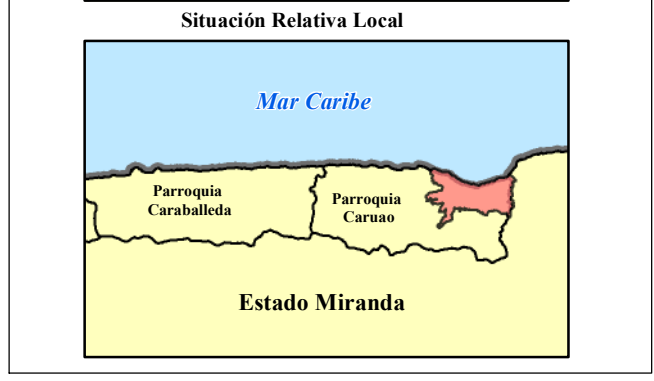 Situación Relativa Local
Mar Caribe
Parroquia
Caraballeda
Parroquia
Caruao
Estado Miranda